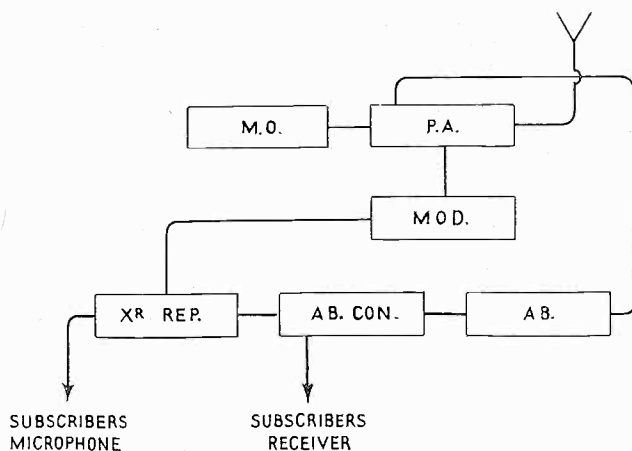 M.O.
P.A.
MOD.
XR REP.
AB. CON.
AB.
SUBSCRIBERS
MICROPHONE
SUBSCRIBERS
RECEIVER